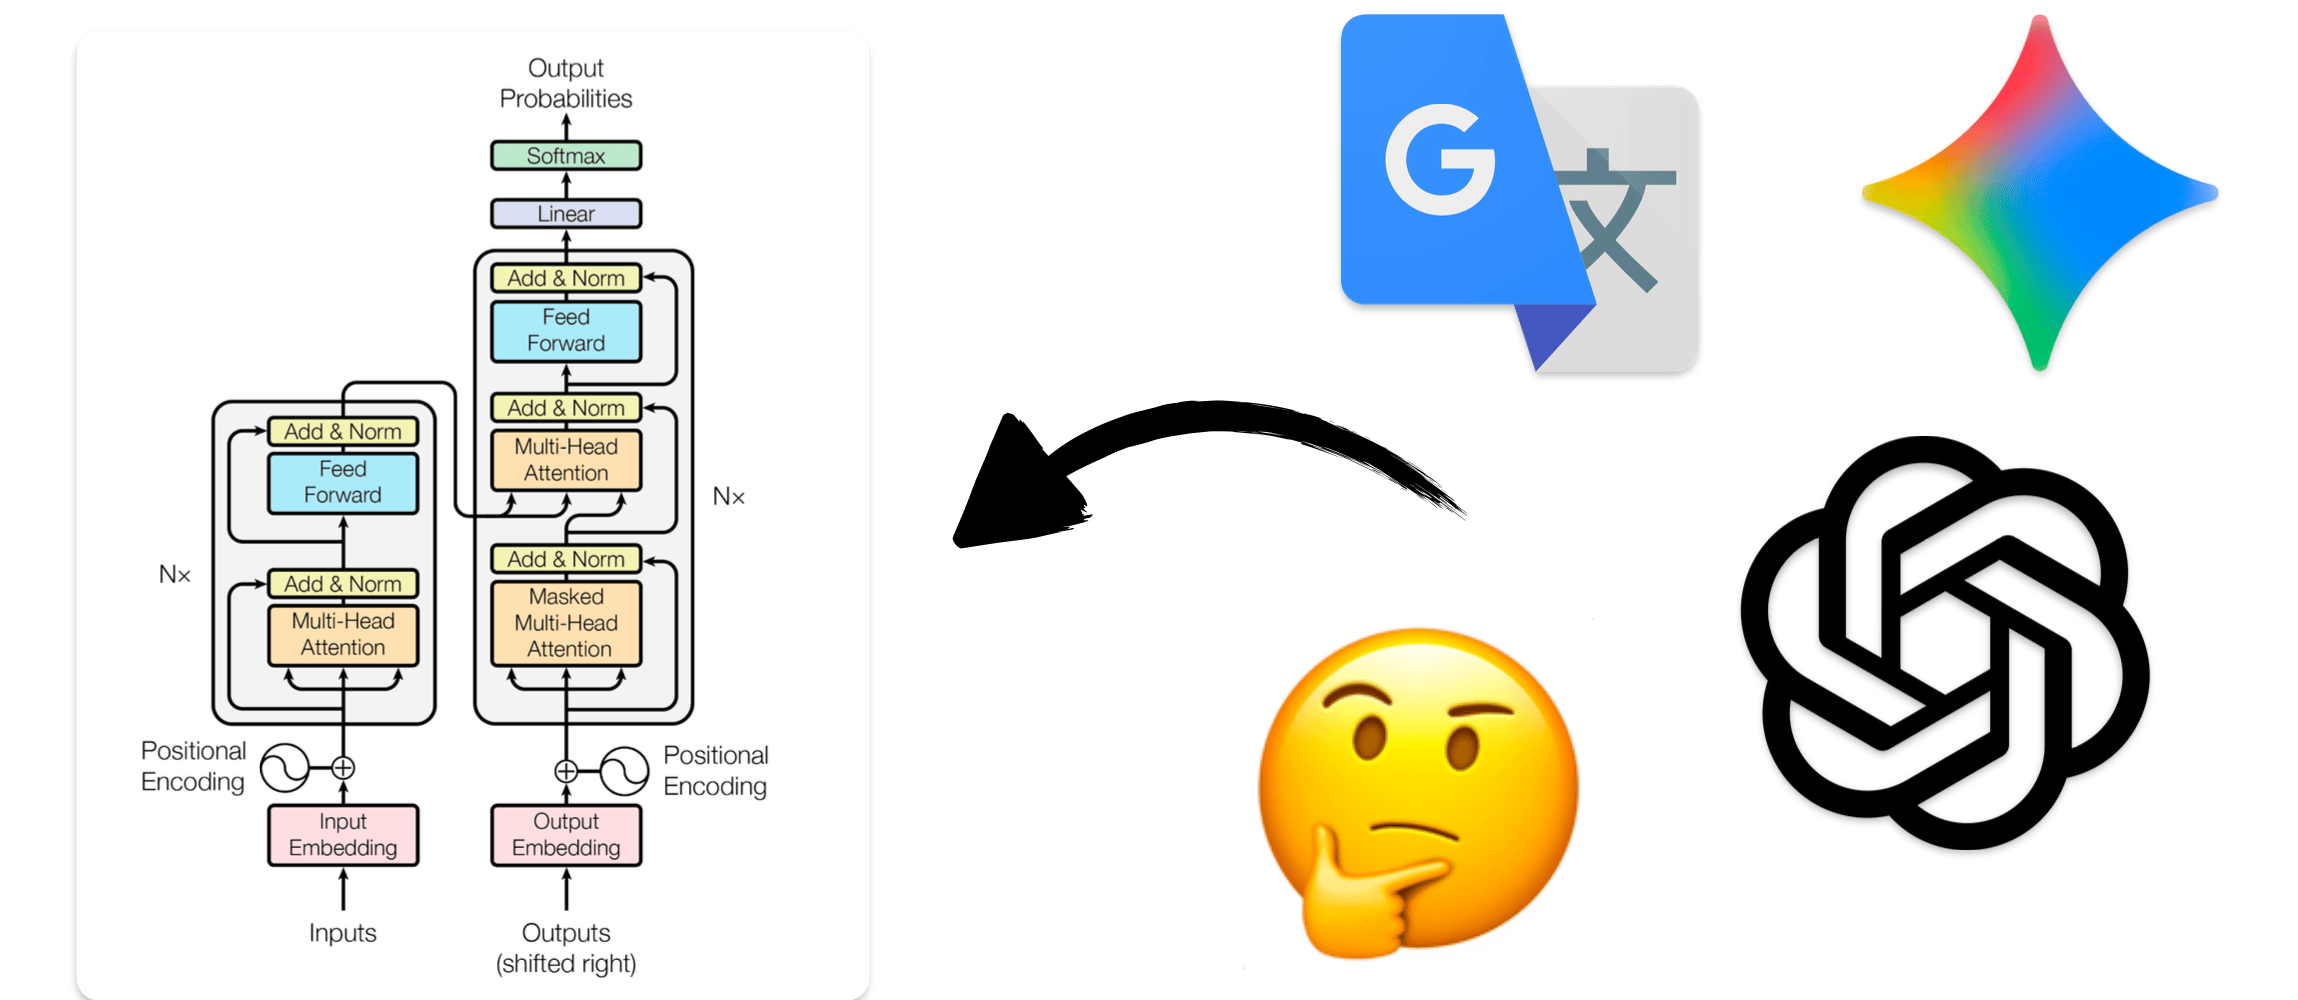 Output
Probabilities
Softmax
Linear
Add & Norm
Feed
Forward
Add & Norm
Multi-Head
Attention
Add & Norm
Masked
Multi-Head
Attention
Nx
Positional
Encoding
Output
Embedding
Outputs
(shifted right)
Add & Norm
Feed
Forward
Add & Norm
Multi-Head
Attention
Nx
Positional
Encoding
Input
Embedding
Inputs
G
文